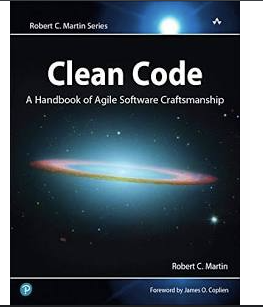 Robert C. Martin Series
Clean Code
A Handbook of Agile Software Craftsmanship
Robert C. Martin
P
Foreword by James O. Coplien